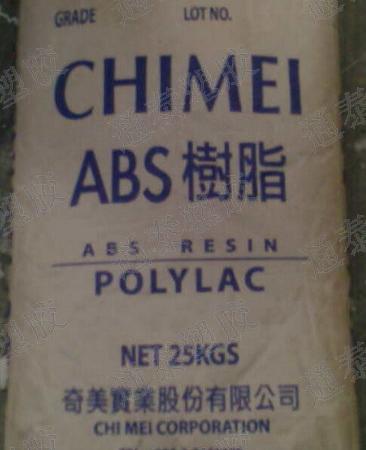 GRADE LOT NO.
CHIMEI
ABS 樹脂
ABS RESIN
POLYLAC
NET 25KGS
奇美實業股份有限公司
CHI MEI CORPORATION